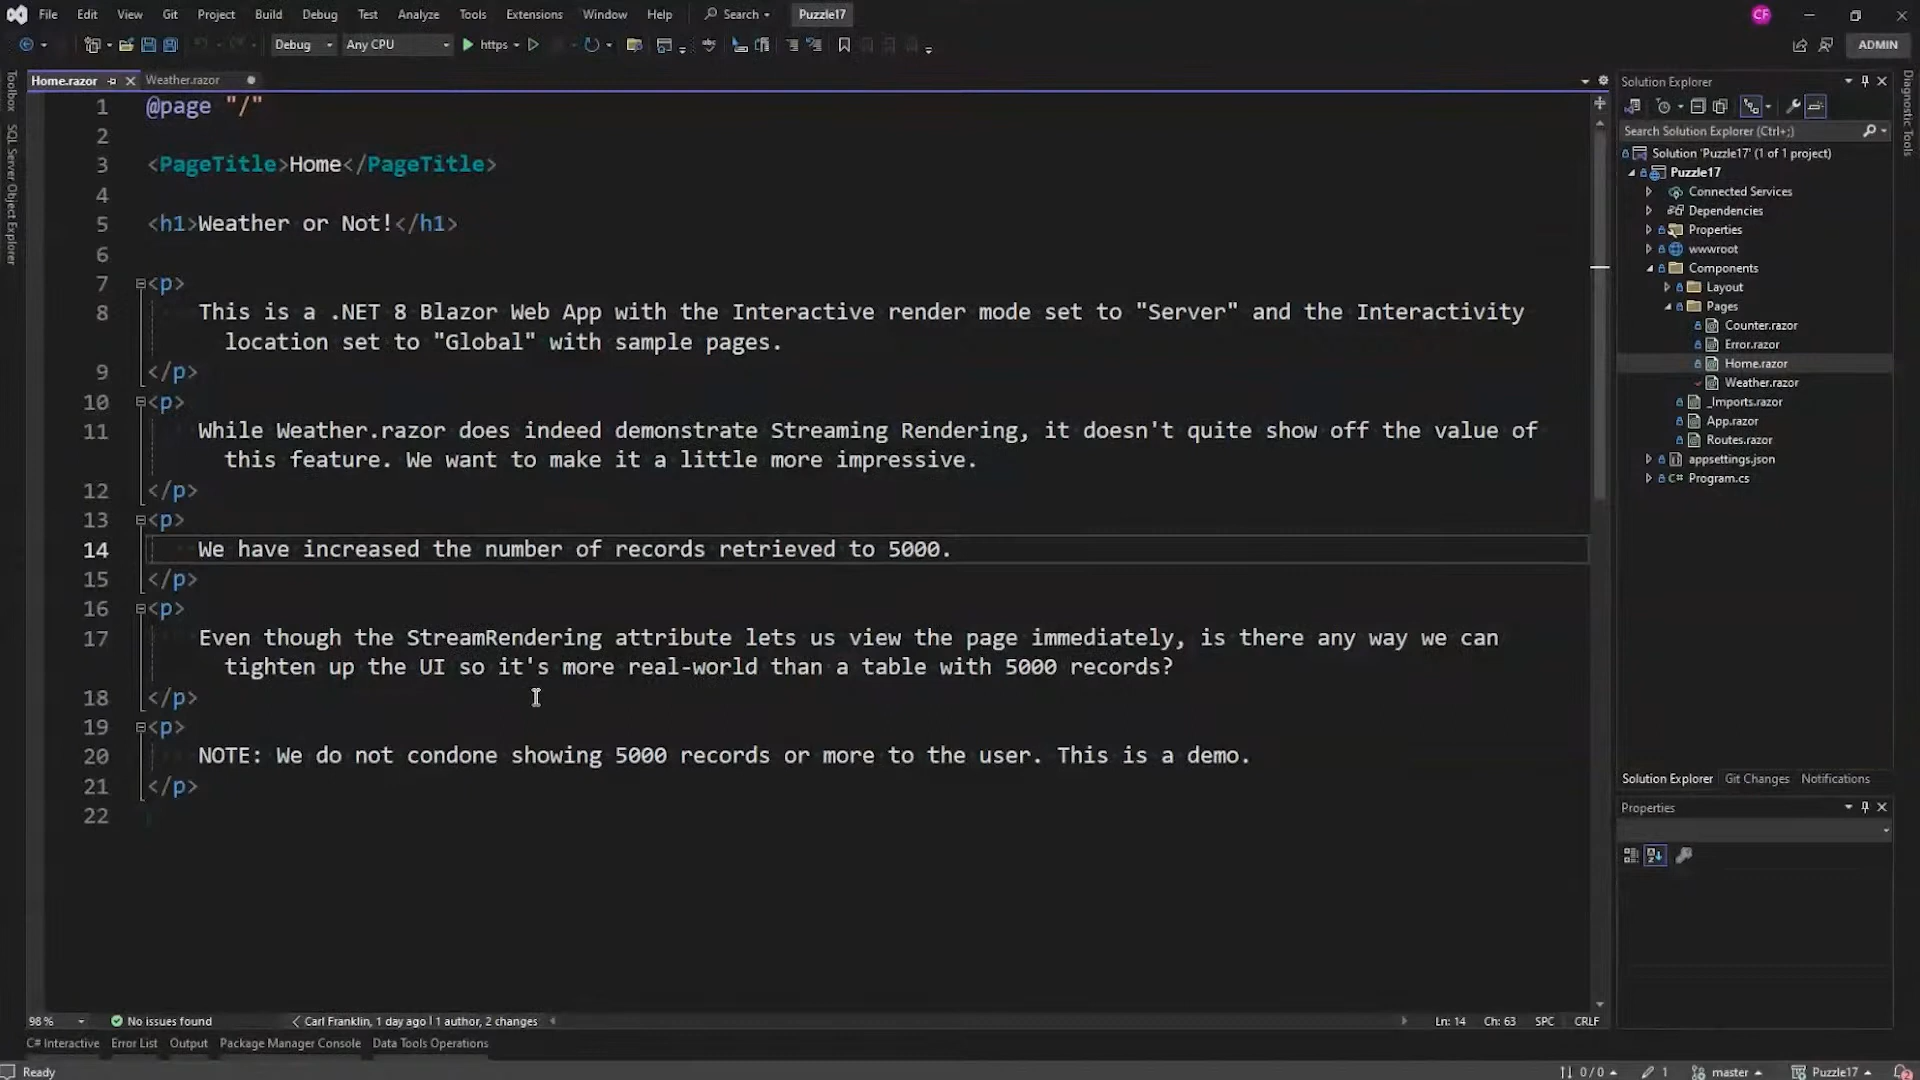 File Edit View Git Project Build Debug Test Analyze Tools Extensions Window Help Search Puzzle17 CF
Debug Any CPU https ADMIN
Home.razor Weather.razor
Toolbox
SQL Server Object Explorer
1 @page "/"
2
3 <PageTitle>Home</PageTitle>
4
5 <h1>Weather or Not!</h1>
6
7 <p>
8 This is a .NET 8 Blazor Web App with the Interactive render mode set to "Server" and the Interactivity
location set to "Global" with sample pages.
9 </p>
10 <p>
11 While Weather.razor does indeed demonstrate Streaming Rendering, it doesn't quite show off the value of
this feature. We want to make it a little more impressive.
12 </p>
13 <p>
14 We have increased the number of records retrieved to 5000.
15 </p>
16 <p>
17 Even though the StreamRendering attribute lets us view the page immediately, is there any way we can
tighten up the UI so it's more real-world than a table with 5000 records?
18 </p>
19 <p>
20 NOTE: We do not condone showing 5000 records or more to the user. This is a demo.
21 </p>
22
98 % No issues found Carl Franklin, 1 day ago | 1 author, 2 changes Ln: 14 Ch: 63 SPC CRLF
C# Interactive Error List Output Package Manager Console Data Tools Operations
Solution Explorer
Search Solution Explorer (Ctrl+;)
Solution 'Puzzle17' (1 of 1 project)
Puzzle17
Connected Services
Dependencies
Properties
wwwroot
Components
Layout
Pages
Counter.razor
Error.razor
Home.razor
Weather.razor
_Imports.razor
App.razor
Routes.razor
appsettings.json
C# Program.cs
Solution Explorer Git Changes Notifications
Properties
Diagnostic Tools
Ready 0 / 0 1 master Puzzle17 2